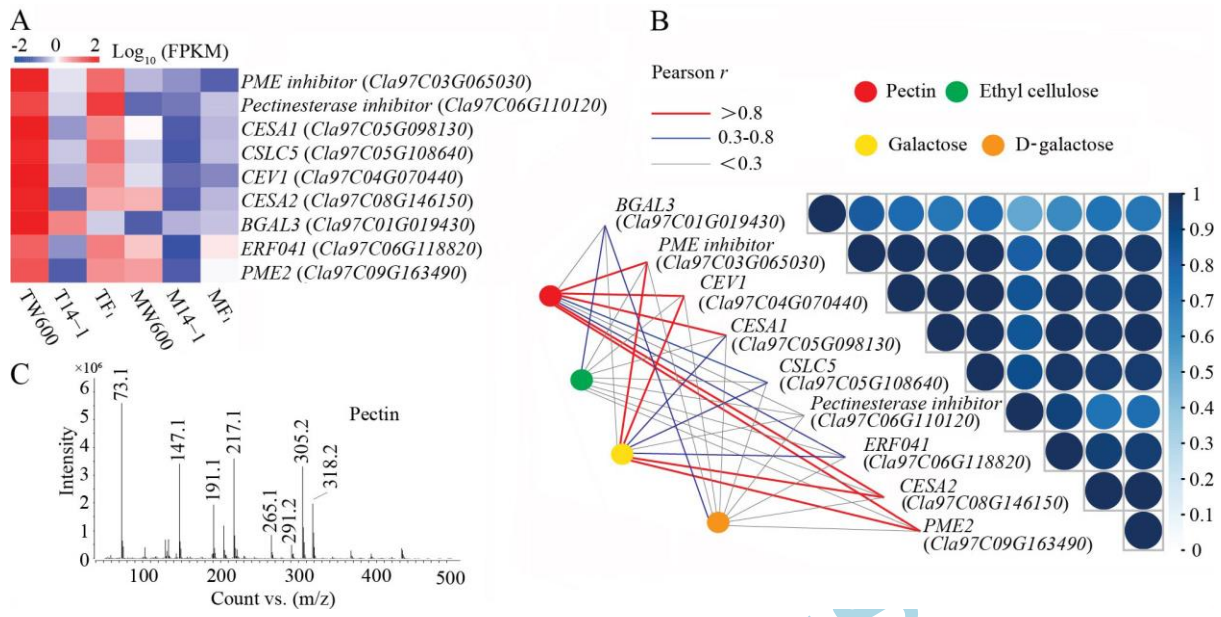 A
-2 0 2 Log₁₀ (FPKM)
PME inhibitor (Cla97C03G065030)
Pectinesterase inhibitor (Cla97C06G110120)
CESA1 (Cla97C05G098130)
CSLC5 (Cla97C05G108640)
CEV1 (Cla97C04G070440)
CESA2 (Cla97C08G146150)
BGAL3 (Cla97C01G019430)
ERF041 (Cla97C06G118820)
PME2 (Cla97C09G163490)
TW600 T14-1 TF₁ MW600 M14-1 MF₁
B
Pearson r
>0.8
0.3-0.8
<0.3
Pectin Ethyl cellulose
Galactose D-galactose
BGAL3
(Cla97C01G019430)
PME inhibitor
(Cla97C03G065030)
CEV1
(Cla97C04G070440)
CESA1
(Cla97C05G098130)
CSLC5
(Cla97C05G108640)
Pectinesterase inhibitor
(Cla97C06G110120)
ERF041
(Cla97C06G118820)
CESA2
(Cla97C08G146150)
PME2
(Cla97C09G163490)
1
0.9
0.8
0.7
0.6
0.5
0.4
0.3
0.2
0.1
0
C
×10⁶
6
5
4
3
2
1
0
Intensity
73.1
147.1
191.1
217.1
265.1
291.2
305.2
318.2
Pectin
100 200 300 400 500
Count vs. (m/z)